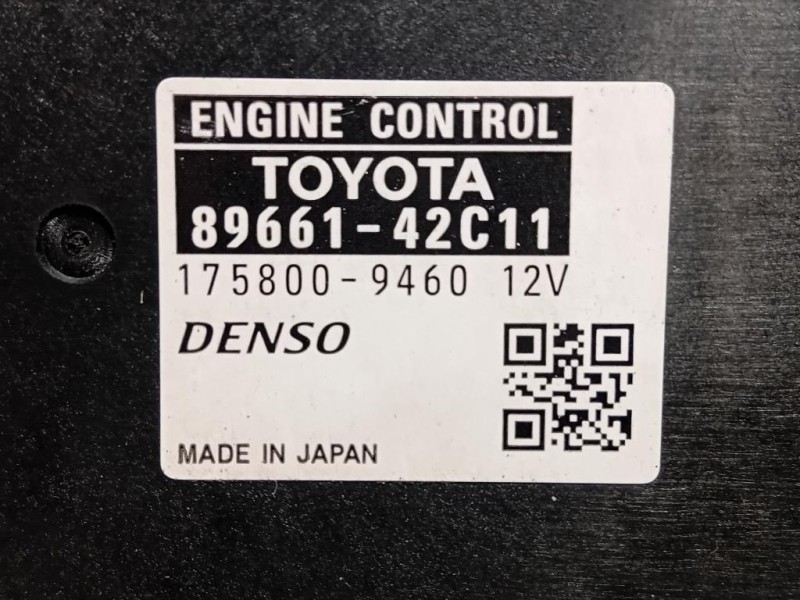 ENGINE CONTROL
TOYOTA
89661-42C11
175800-9460 12V
DENSO
MADE IN JAPAN